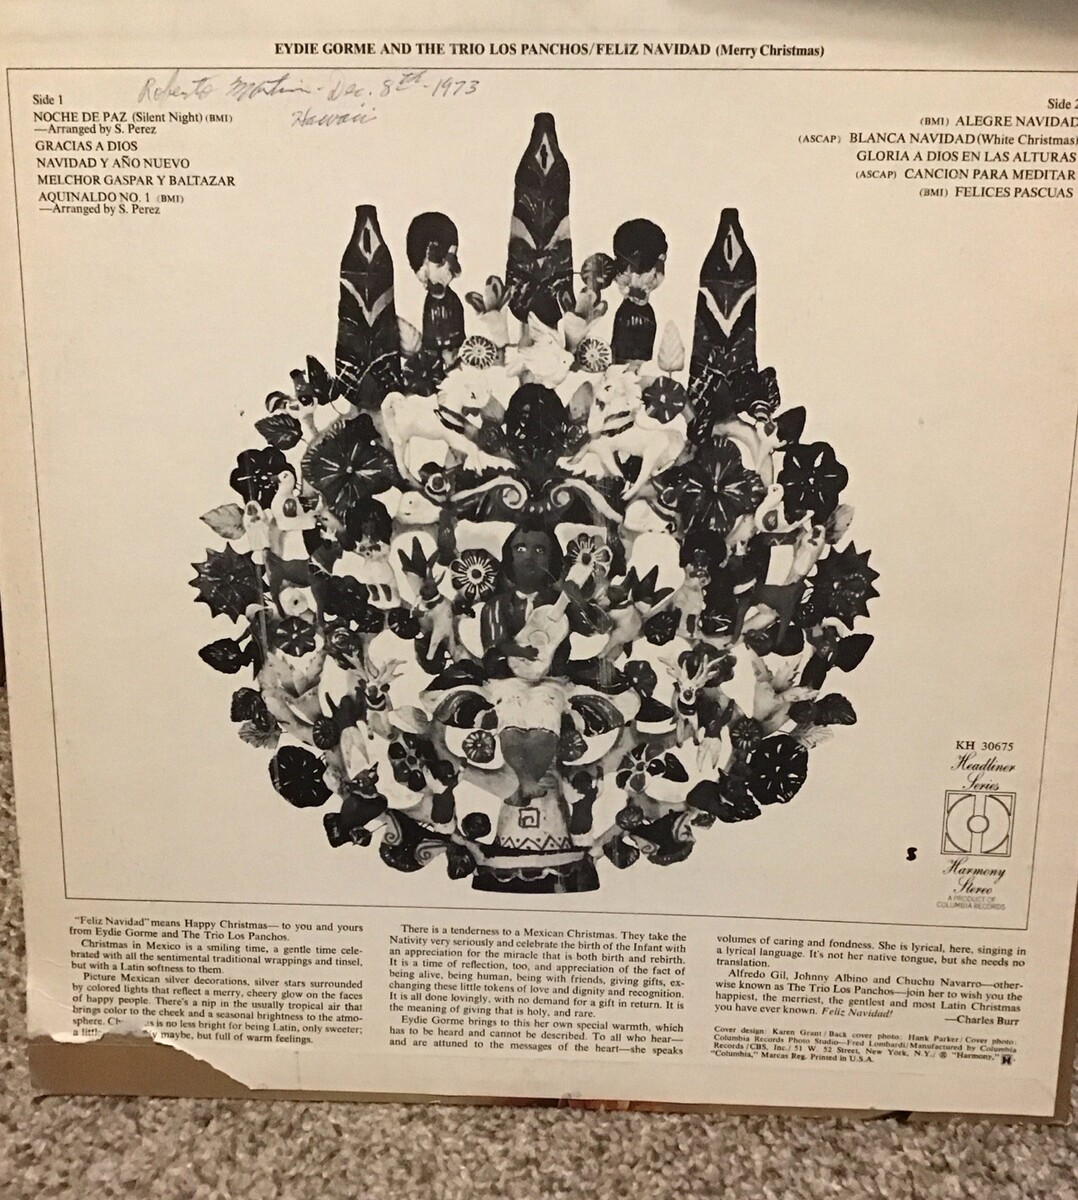 EYDIE GORME AND THE TRIO LOS PANCHOS/FELIZ NAVIDAD (Merry Christmas)
Roberto Dec. 8th-1973
Hawaii
Side 1
NOCHE DE PAZ (Silent Night) (BMI)
—Arranged by S. Perez
GRACIAS A DIOS
NAVIDAD Y AÑO NUEVO
MELCHOR GASPAR Y BALTAZAR
AQUINALDO NO. 1 (BMI)
—Arranged by S. Perez
Side 2
(BMI) ALEGRE NAVIDAD
(ASCAP) BLANCA NAVIDAD (White Christmas)
GLORIA A DIOS EN LAS ALTURAS
(ASCAP) CANCION PARA MEDITAR
(BMI) FELICES PASCUAS
KH 30675
Headliner
Series
S
Harmony
Stereo
A PRODUCT OF
COLUMBIA RECORDS
"Feliz Navidad" means Happy Christmas—to you and yours
from Eydie Gorme and The Trio Los Panchos.
Christmas in Mexico is a smiling time, a gentle time cele-
brated with all the sentimental traditional wrappings and tinsel,
but with a Latin softness to them.
Picture Mexican silver decorations, silver stars surrounded
by colored lights that reflect a merry, cheery glow on the faces
of happy people. There's a nip in the usually tropical air that
brings color to the cheek and a seasonal brightness to the atmo-
sphere. is no less bright for being Latin, only sweeter;
a maybe, but full of warm feelings.
There is a tenderness to a Mexican Christmas. They take the
Nativity very seriously and celebrate the birth of the Infant with
an appreciation for the miracle that is both birth and rebirth.
It is a time of reflection, too, and appreciation of the fact of
being alive, being human, being with friends, giving gifts, ex-
changing these little tokens of love and dignity and recognition.
It is all done lovingly, with no demand for a gift in return. It is
the meaning of giving that is holy, and rare.
Eydie Gorme brings to this her own special warmth, which
has to be heard and cannot be described. To all who hear—
and are attuned to the messages of the heart—she speaks
volumes of caring and fondness. She is lyrical, here, singing in
a lyrical language. It's not her native tongue, but she needs no
translation.
Alfredo Gil, Johnny Albino and Chuchu Navarro—other-
wise known as The Trio Los Panchos—join her to wish you the
happiest, the merriest, the gentlest and most Latin Christmas
you have ever known. Feliz Navidad!
—Charles Burr
Cover design: Karen Grant/Back cover photo: Hank Parker/Cover photo:
Columbia Records Photo Studio—Fred Lombardi/Manufactured by Columbia
Records/CBS, Inc./51 W. 52 Street, New York, N.Y./ ® "Harmony,"
"Columbia," Marcas Reg. Printed in U.S.A.